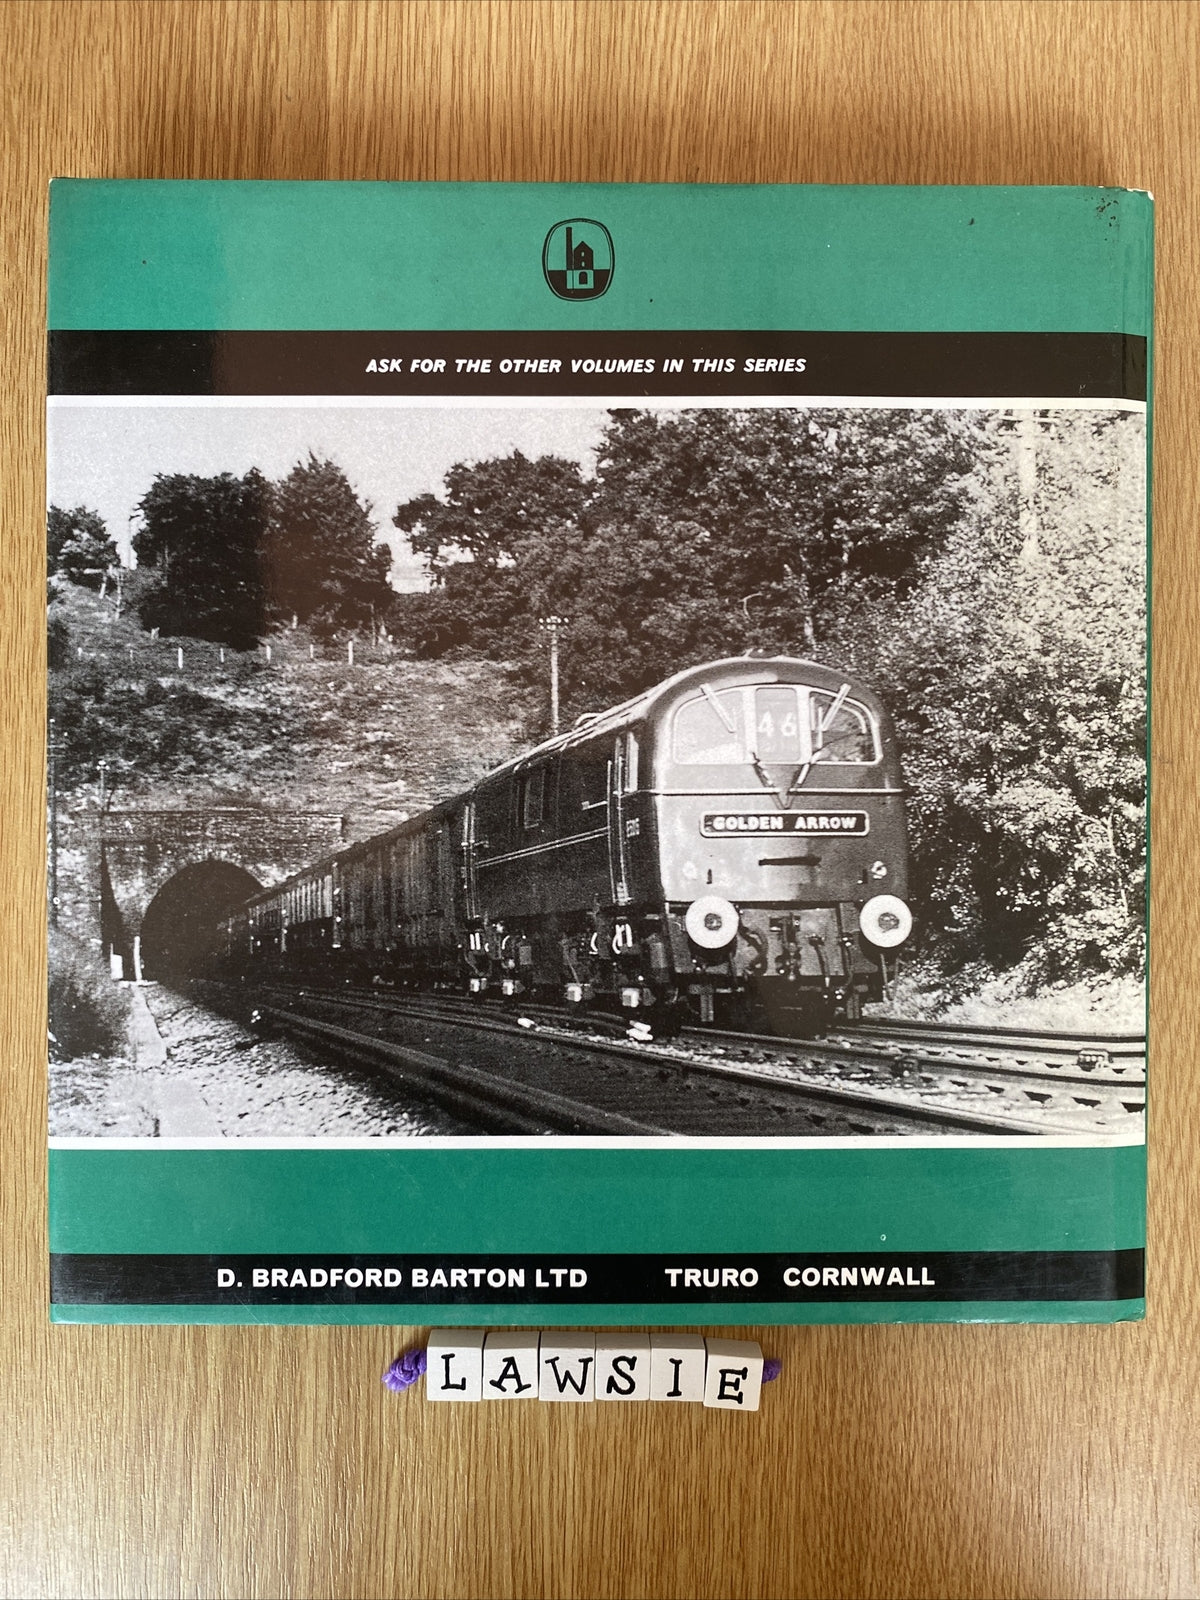 ASK FOR THE OTHER VOLUMES IN THIS SERIES
46
GOLDEN ARROW
D. BRADFORD BARTON LTD TRURO CORNWALL
LAWSIE